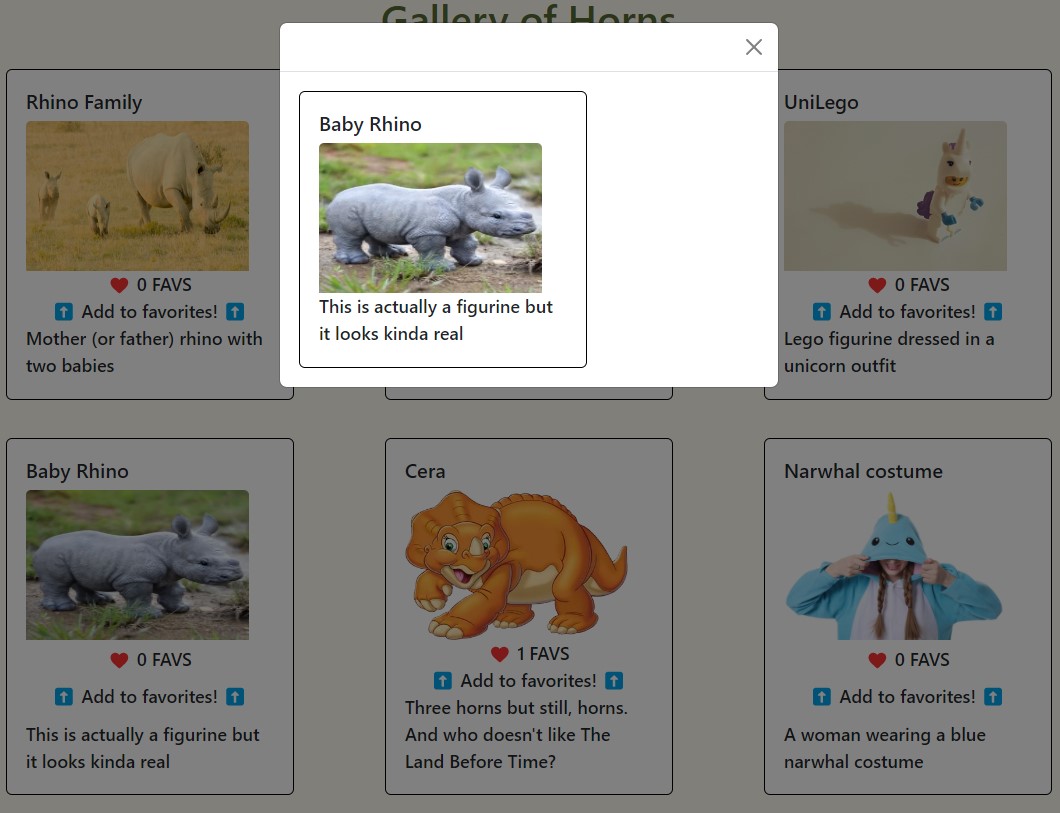 Gallery of Horns
Baby Rhino
This is actually a figurine but
it looks kinda real
Rhino Family
0 FAVS
Add to favorites!
Mother (or father) rhino with
two babies
UniLego
0 FAVS
Add to favorites!
Lego figurine dressed in a
unicorn outfit
Baby Rhino
0 FAVS
Add to favorites!
This is actually a figurine but
it looks kinda real
Cera
1 FAVS
Add to favorites!
Three horns but still, horns.
And who doesn't like The
Land Before Time?
Narwhal costume
0 FAVS
Add to favorites!
A woman wearing a blue
narwhal costume